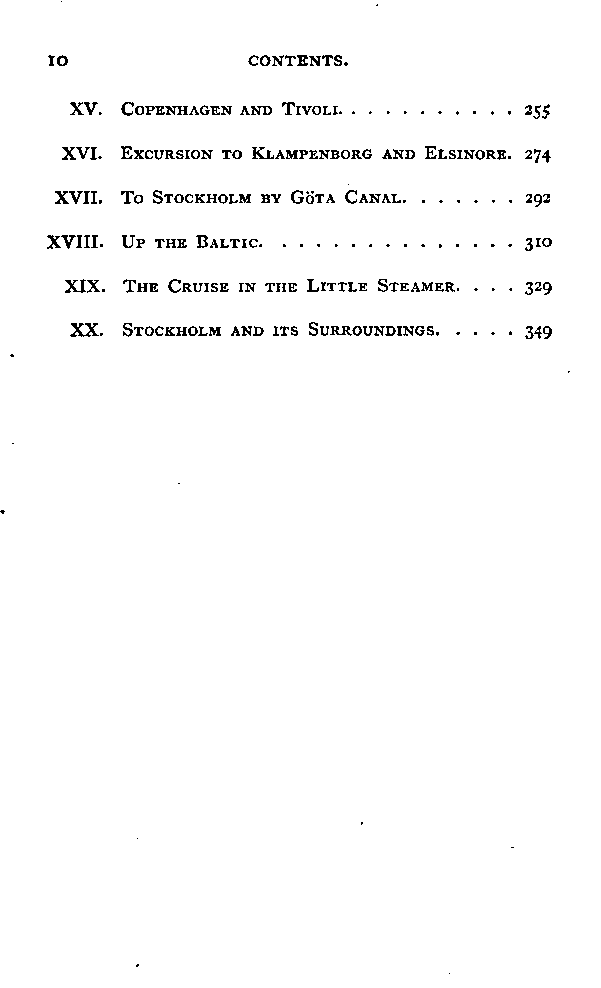 10 CONTENTS.
XV. COPENHAGEN AND TIVOLI. . . . . . . . . . . 255
XVI. EXCURSION TO KLAMPENBORG AND ELSINORE. 274
XVII. TO STOCKHOLM BY GÖTA CANAL. . . . . . . 292
XVIII. UP THE BALTIC. . . . . . . . . . . . . . . 310
XIX. THE CRUISE IN THE LITTLE STEAMER. . . . 329
XX. STOCKHOLM AND ITS SURROUNDINGS. . . . . 349